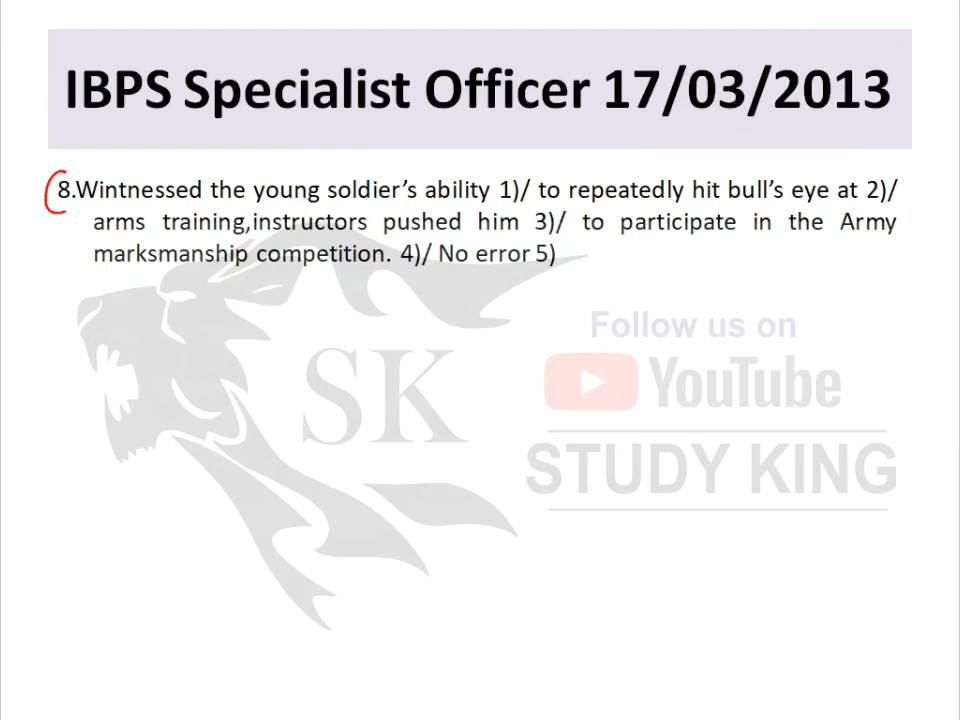 IBPS Specialist Officer 17/03/2013
8.Wintnessed the young soldier’s ability 1)/ to repeatedly hit bull’s eye at 2)/
arms training,instructors pushed him 3)/ to participate in the Army
marksmanship competition. 4)/ No error 5)
Follow us on
SK
YouTube
STUDY KING